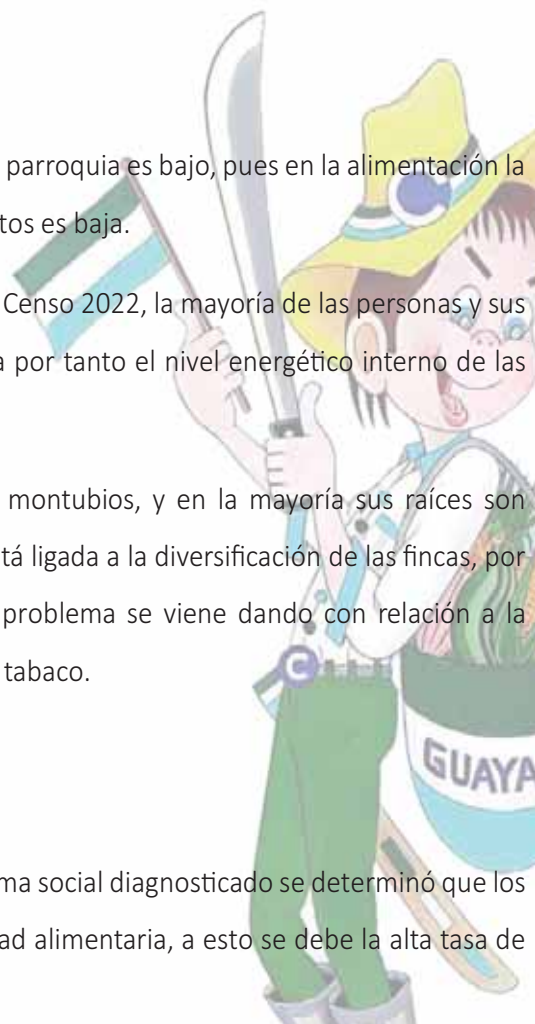 parroquia es bajo, pues en la alimentación la
tos es baja.
Censo 2022, la mayoría de las personas y sus
a por tanto el nivel energético interno de las
montubios, y en la mayoría sus raíces son
tá ligada a la diversificación de las fincas, por
problema se viene dando con relación a la
tabaco.
C
C
GUAYA
ma social diagnosticado se determinó que los
ad alimentaria, a esto se debe la alta tasa de